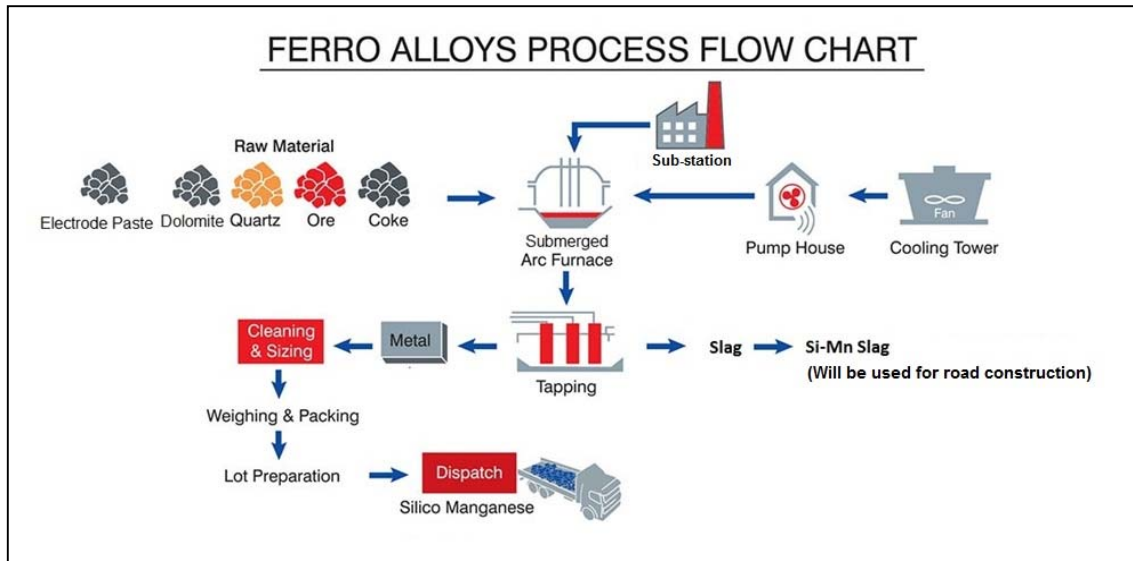 FERRO ALLOYS PROCESS FLOW CHART
Raw Material
Electrode Paste
Dolomite
Quartz
Ore
Coke
Sub-station
Submerged
Arc Furnace
Pump House
Fan
Cooling Tower
Cleaning
& Sizing
Metal
Tapping
Slag
Si-Mn Slag
(Will be used for road construction)
Weighing & Packing
Lot Preparation
Dispatch
Silico Manganese